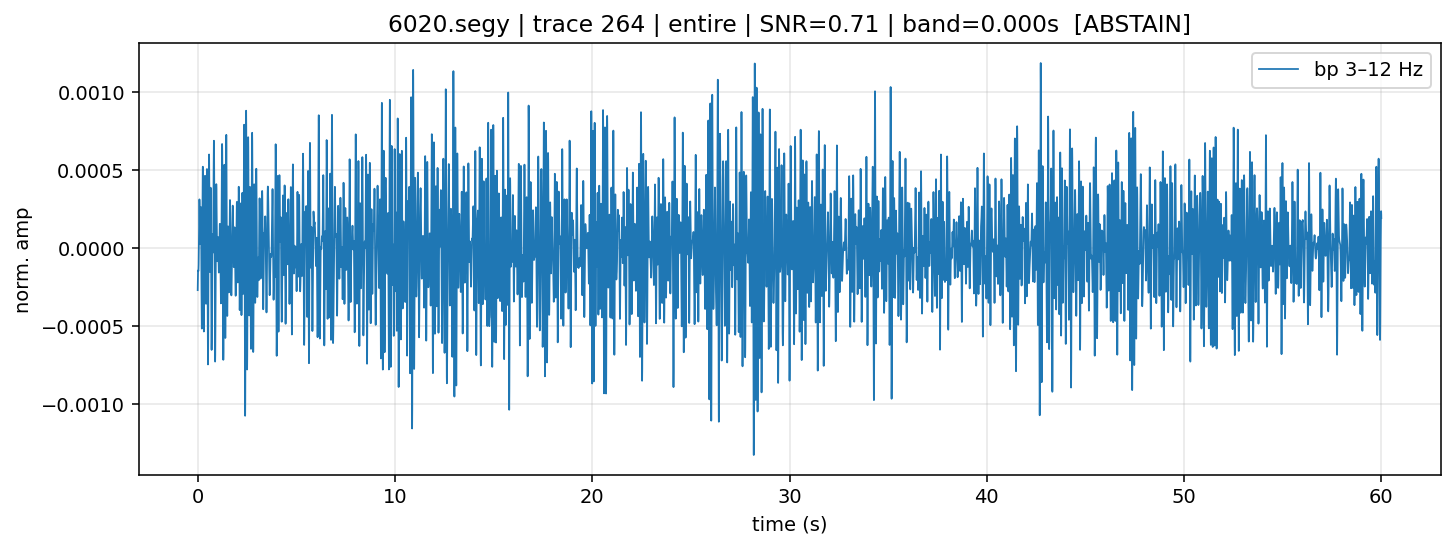 6020.segy | trace 264 | entire | SNR=0.71 | band=0.000s  [ABSTAIN]
bp 3–12 Hz
norm. amp
0.0010
0.0005
0.0000
−0.0005
−0.0010
0 10 20 30 40 50 60
time (s)